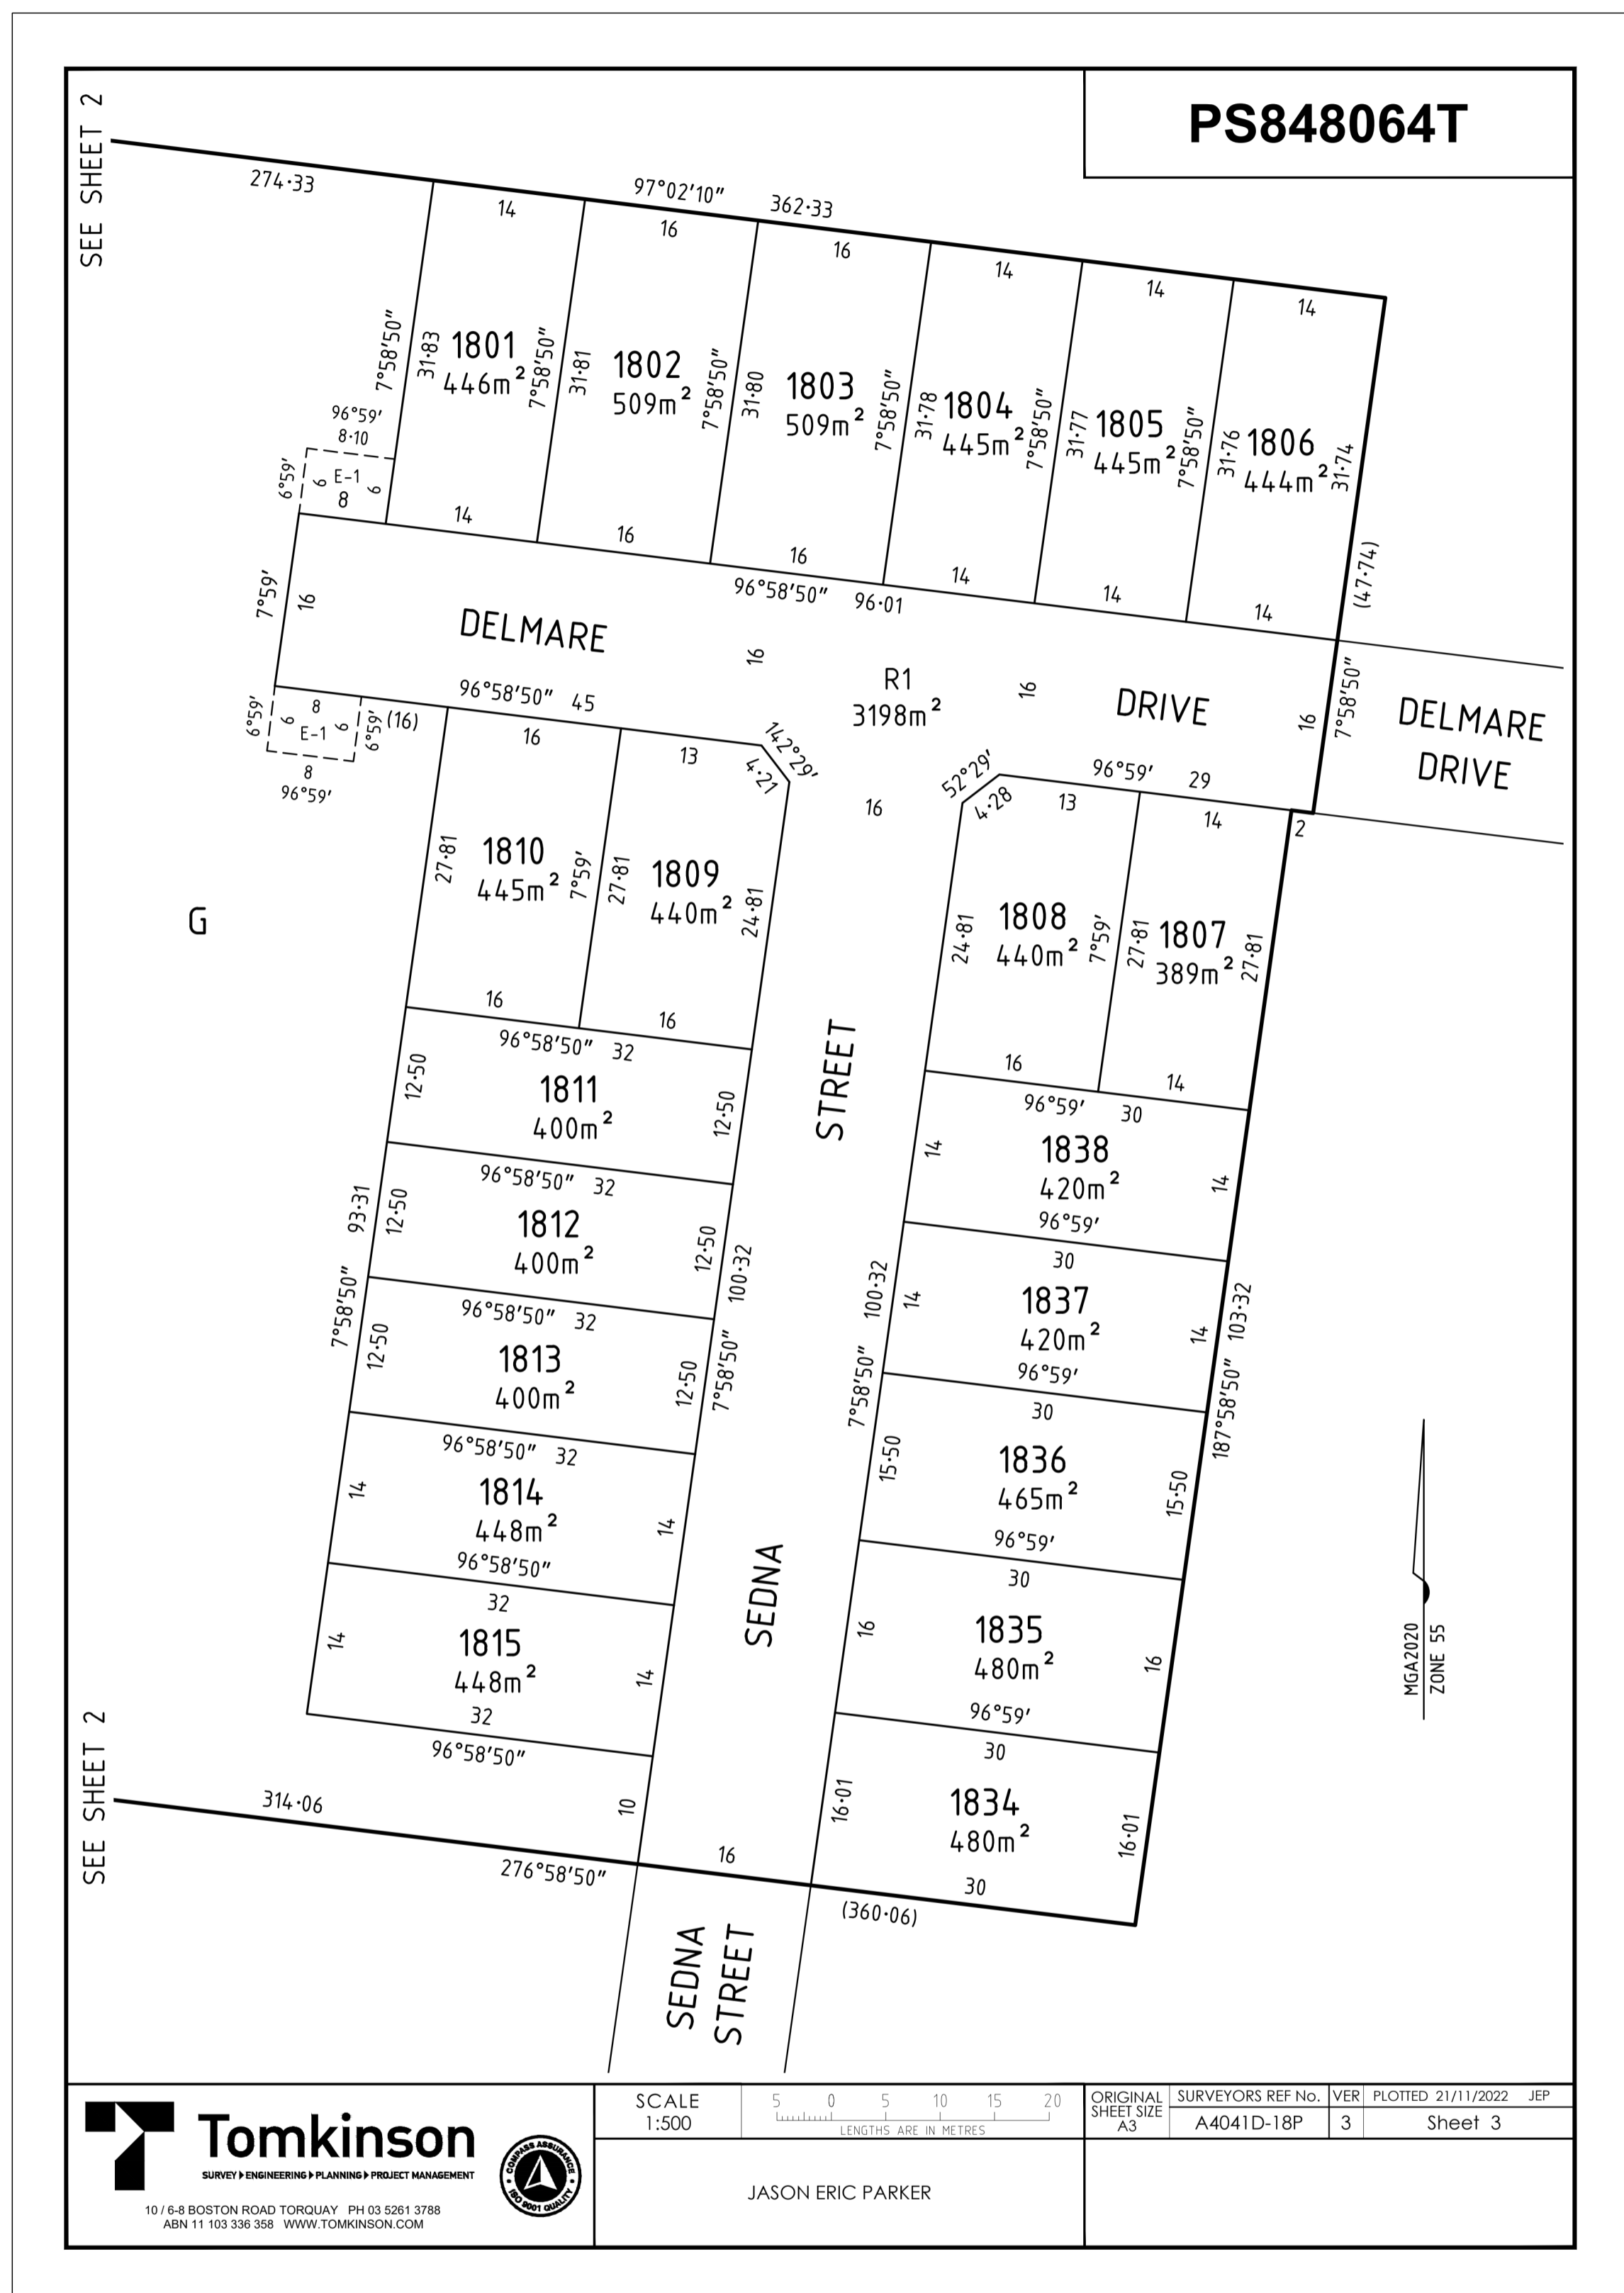 PS848064T
SEE SHEET 2
274·33
97°02'10" 362·33
14
16
16
14
14
14
7°58'50"
31·83
1801
446m²
7°58'50"
31·81
1802
509m²
7°58'50"
31·80
1803
509m²
7°58'50"
31·78
1804
445m²
7°58'50"
31·77
1805
445m²
7°58'50"
31·76
1806
444m²
31·74
(47·74)
96°59'
8·10
6°59'
6
E-1
6
8
14
16
16
14
14
14
96°58'50" 96·01
7°59'
16
DELMARE
16
R1
3198m²
16
DRIVE
16
7°58'50"
DELMARE
DRIVE
96°58'50" 45
6°59'
8
6
E-1
6
6°59'
(16)
8
96°59'
16
13
142°29'
4·21
16
52°29'
4·28
96°59' 29
13
14
2
27·81
1810
445m²
7°59'
27·81
1809
440m²
24·81
24·81
1808
440m²
7°59'
27·81
1807
389m²
27·81
G
16
16
16
14
96°58'50" 32
12·50
1811
400m²
12·50
STREET
96°59' 30
14
1838
420m²
14
96°58'50" 32
93·31
12·50
1812
400m²
12·50
100·32
96°59'
30
100·32
14
1837
420m²
14
103·32
7°58'50"
96°58'50" 32
12·50
1813
400m²
12·50
7°58'50"
7°58'50"
96°59'
30
187°58'50"
15·50
1836
465m²
15·50
96°58'50" 32
14
1814
448m²
14
96°58'50"
32
SEDNA
96°59'
30
16
1835
480m²
16
14
1815
448m²
14
32
96°58'50"
96°59'
30
16·01
1834
480m²
16·01
30
MGA2020
ZONE 55
SEE SHEET 2
314·06
10
16
276°58'50"
(360·06)
SEDNA
STREET
Tomkinson
SURVEY ENGINEERING PLANNING PROJECT MANAGEMENT
10 / 6-8 BOSTON ROAD TORQUAY PH 03 5261 3788
ABN 11 103 336 358 WWW.TOMKINSON.COM
COMPASS ASSURANCE
ISO 9001 QUALITY
SCALE
1:500
5 0 5 10 15 20
LENGTHS ARE IN METRES
ORIGINAL
SHEET SIZE
A3
SURVEYORS REF No.
A4041D-18P
VER
3
PLOTTED 21/11/2022 JEP
Sheet 3
JASON ERIC PARKER